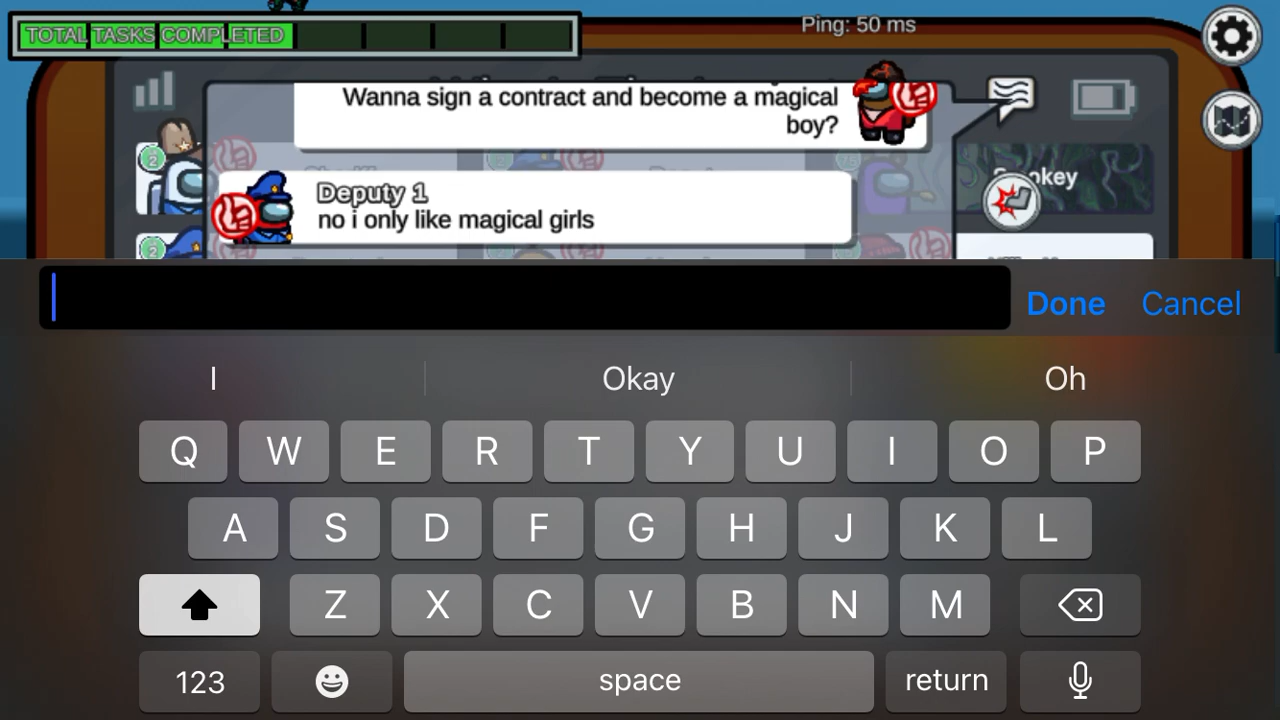 TOTAL TASKS COMPLETED
Ping: 50 ms
Wanna sign a contract and become a magical
boy?
Deputy 1
no i only like magical girls
Done
Cancel
I
Okay
Oh
Q W E R T Y U I O P
A S D F G H J K L
Z X C V B N M
123
space
return